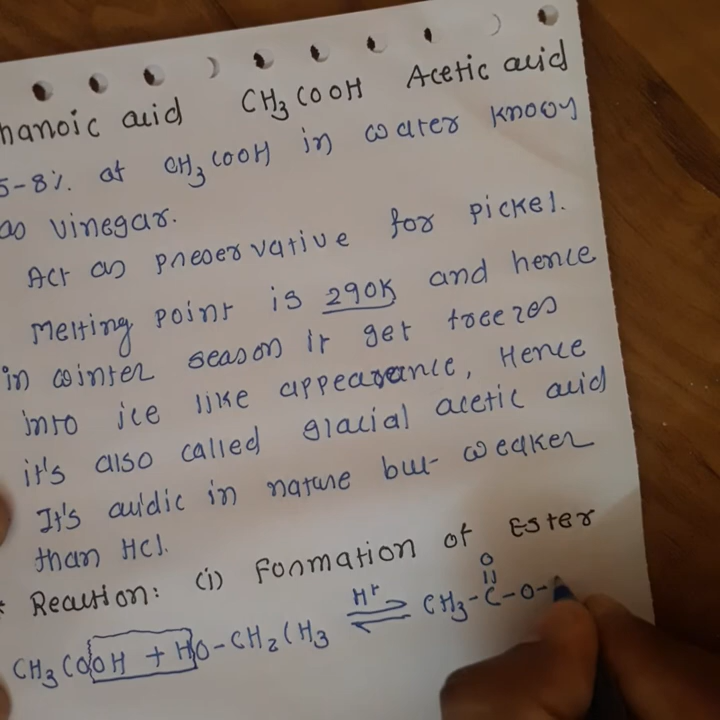 hanoic acid CH3COOH Acetic acid
5-8% at CH3COOH in water knowy
as vinegar.
Act as preservative for pickel.
Melting point is 290K and hence
in winter season it get freezes
into ice like appearance, Hence
it's also called glacial acetic acid
It's acidic in nature but weaker
than HCl.
* Reaction: (i) Formation of Ester
CH3COOH + HO-CH2CH3 ⇌ H+ CH3-C-O-
O